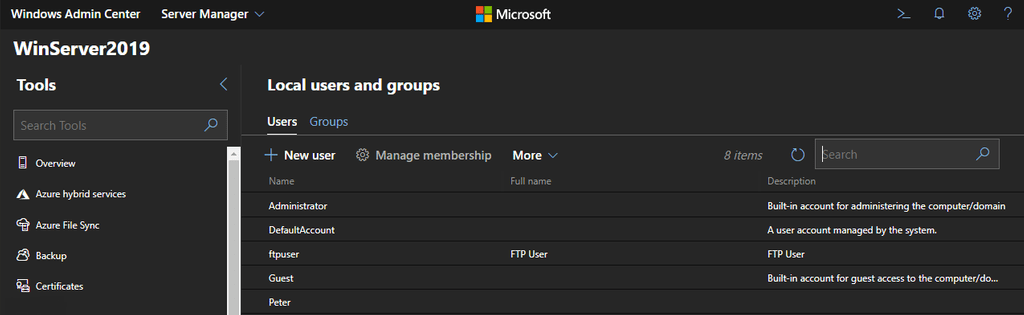 Windows Admin Center Server Manager Microsoft
WinServer2019
Tools
Search Tools
Overview
Azure hybrid services
Azure File Sync
Backup
Certificates
Local users and groups
Users Groups
New user Manage membership More 8 items Search
Name Full name Description
Administrator Built-in account for administering the computer/domain
DefaultAccount A user account managed by the system.
ftpuser FTP User FTP User
Guest Built-in account for guest access to the computer/do...
Peter